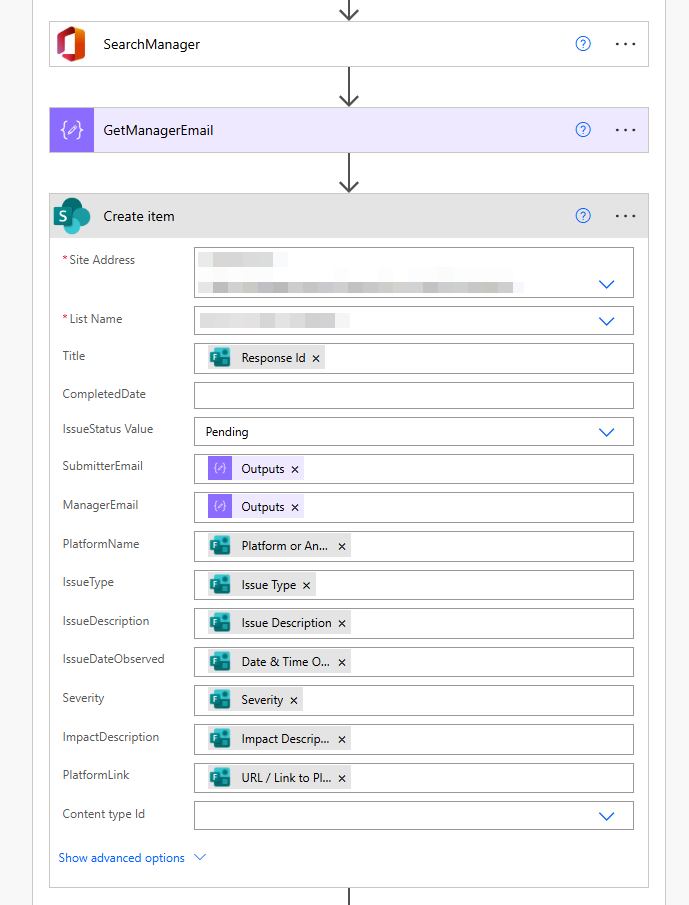 SearchManager
GetManagerEmail
Create item
* Site Address
* List Name
Title Response Id
CompletedDate
IssueStatus Value Pending
SubmitterEmail Outputs
ManagerEmail Outputs
PlatformName Platform or An...
IssueType Issue Type
IssueDescription Issue Description
IssueDateObserved Date & Time O...
Severity Severity
ImpactDescription Impact Descrip...
PlatformLink URL / Link to Pl...
Content type Id
Show advanced options